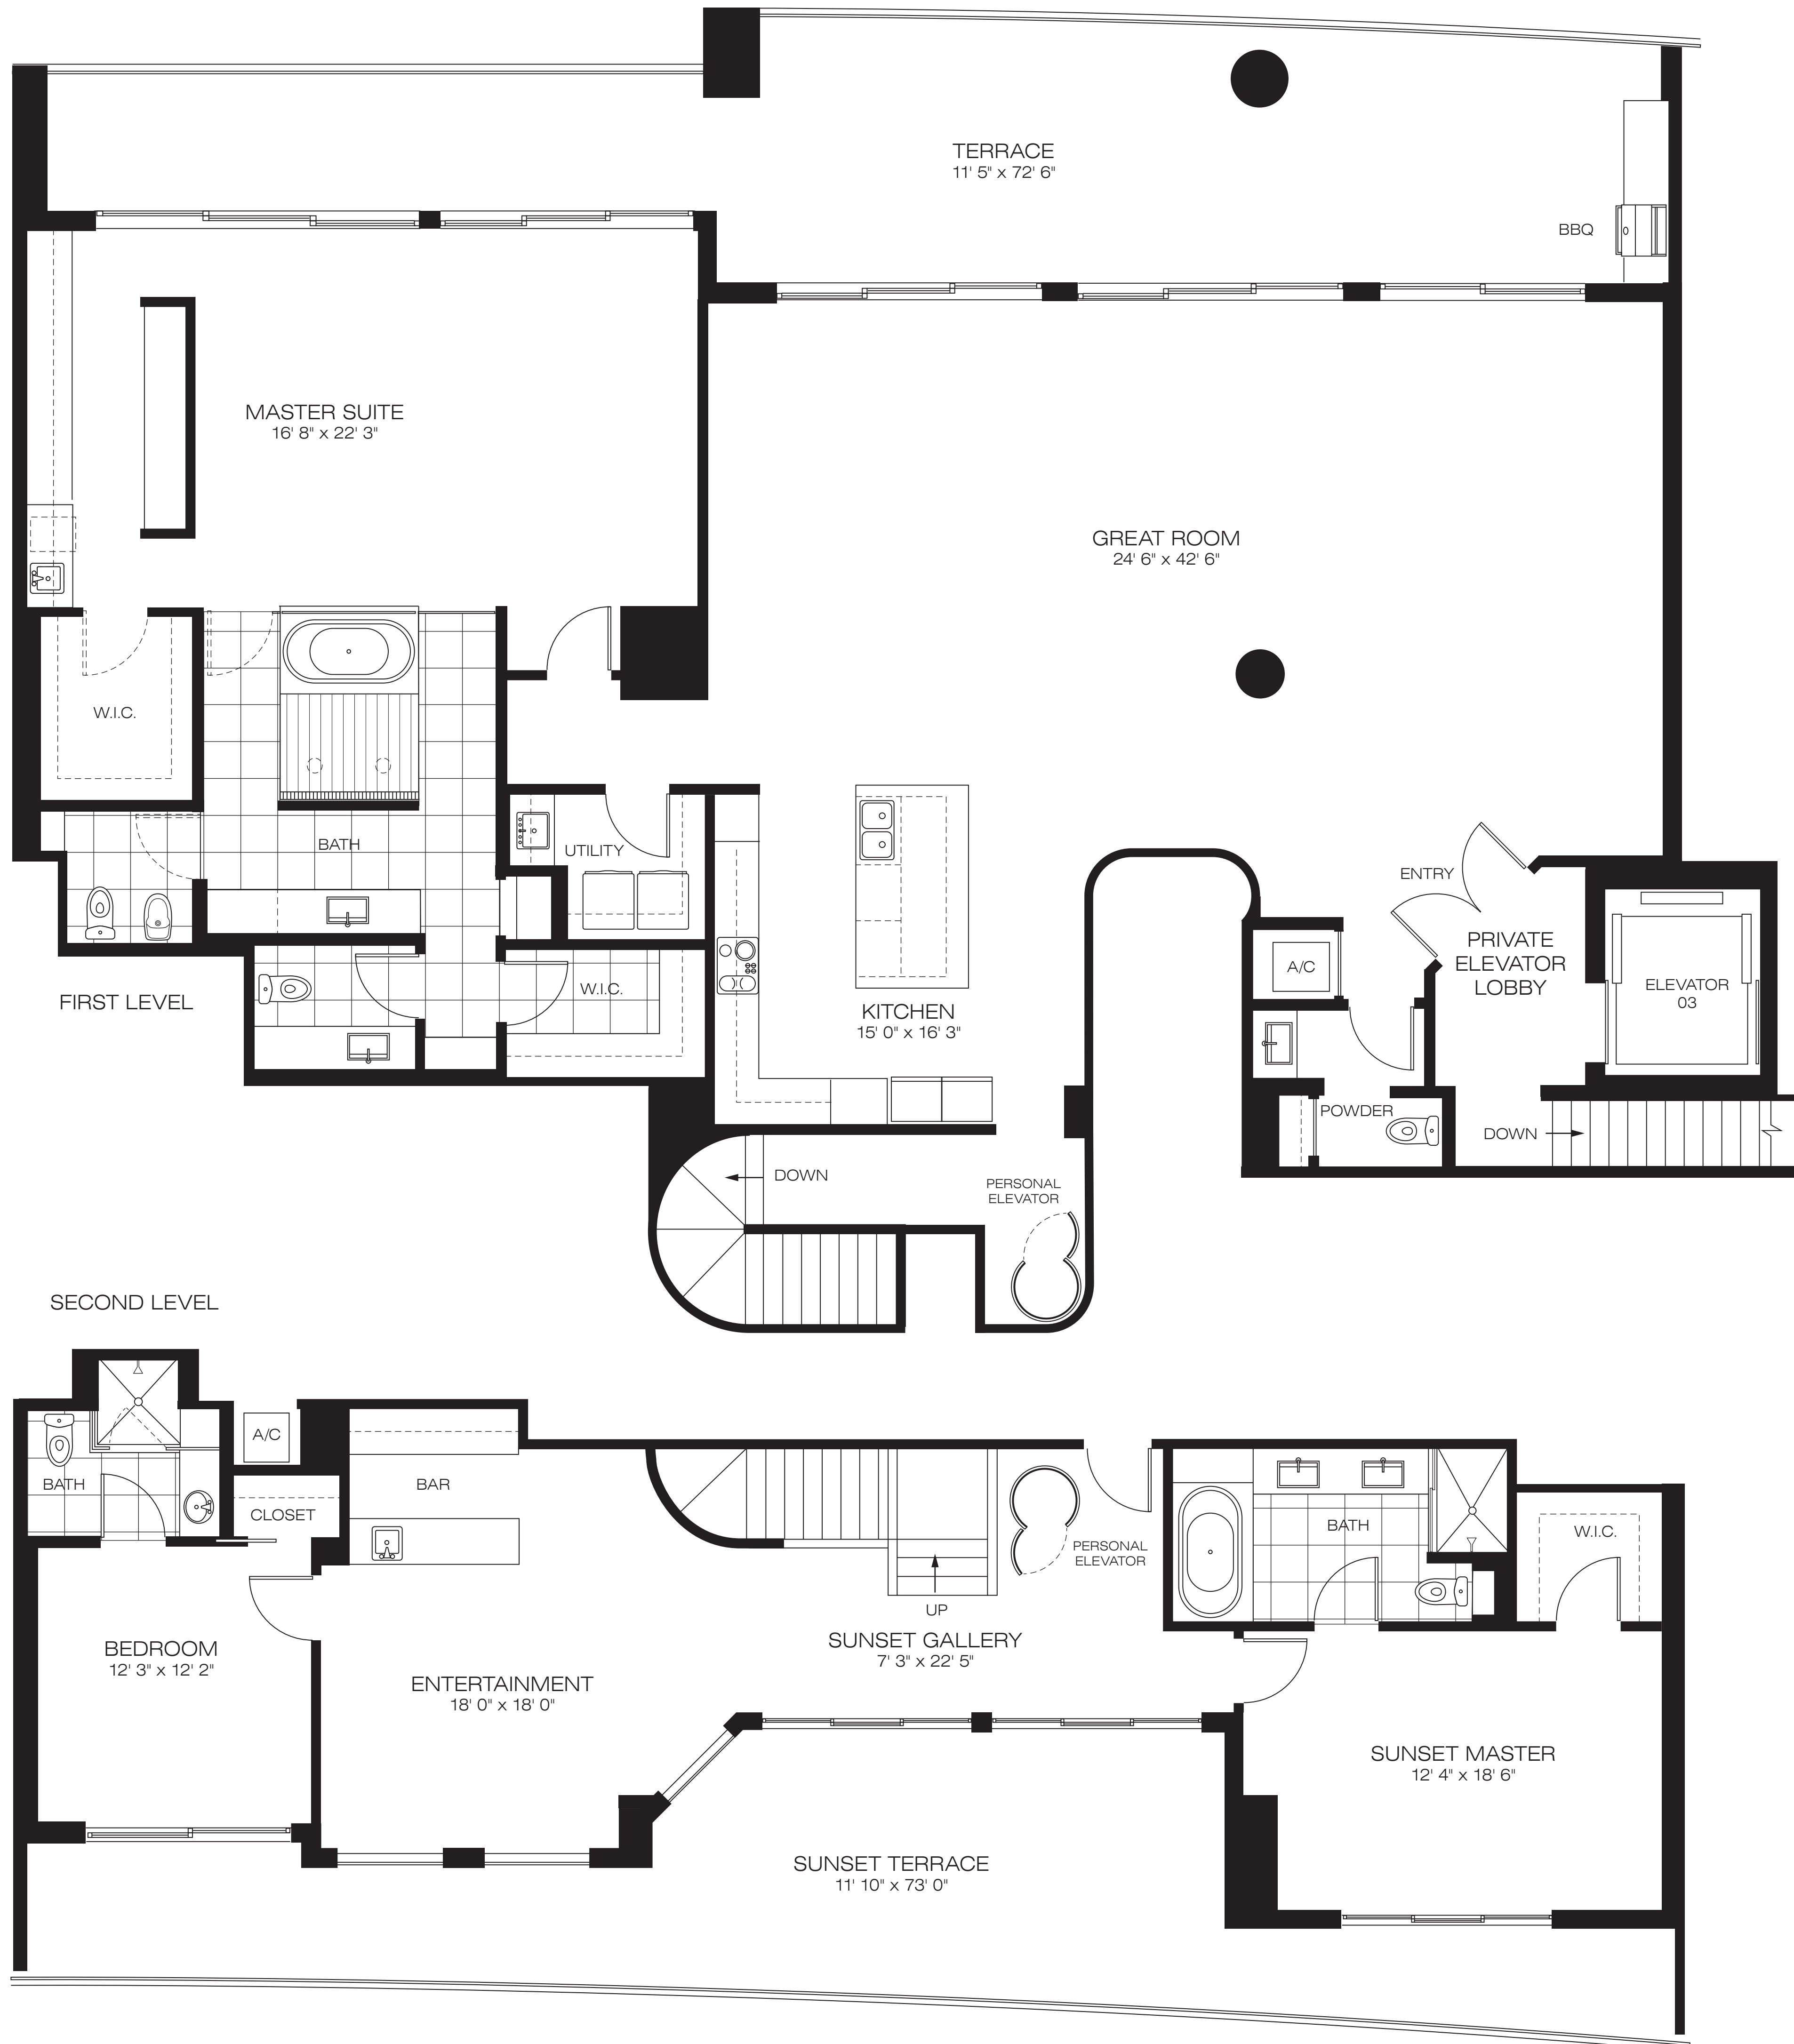 TERRACE
11' 5" x 72' 6"
BBQ
MASTER SUITE
16' 8" x 22' 3"
GREAT ROOM
24' 6" x 42' 6"
W.I.C.
BATH
UTILITY
ENTRY
PRIVATE
ELEVATOR
LOBBY
A/C
ELEVATOR
03
W.I.C.
FIRST LEVEL
KITCHEN
15' 0" x 16' 3"
POWDER
DOWN
DOWN
PERSONAL
ELEVATOR
SECOND LEVEL
A/C
BATH
BAR
CLOSET
BATH
W.I.C.
PERSONAL
ELEVATOR
UP
BEDROOM
12' 3" x 12' 2"
SUNSET GALLERY
7' 3" x 22' 5"
ENTERTAINMENT
18' 0" x 18' 0"
SUNSET MASTER
12' 4" x 18' 6"
SUNSET TERRACE
11' 10" x 73' 0"